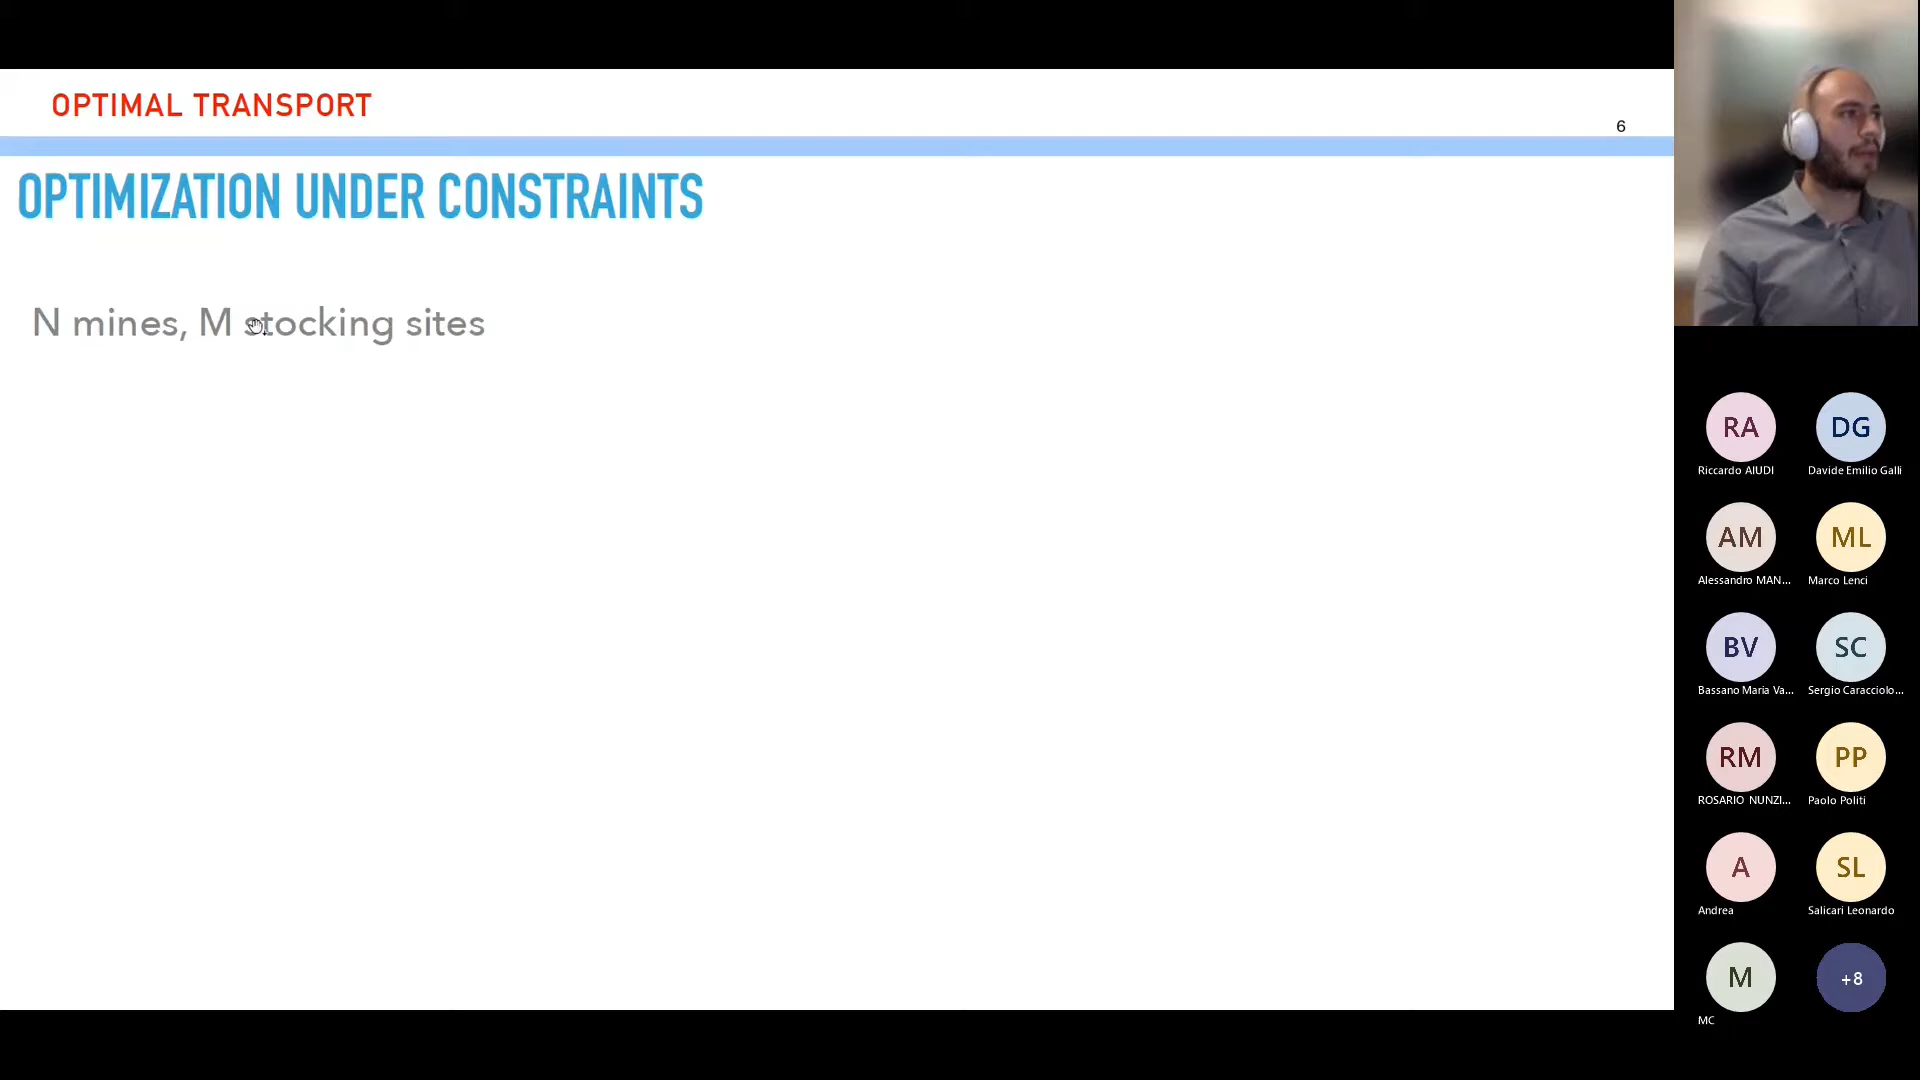 OPTIMAL TRANSPORT
6
OPTIMIZATION UNDER CONSTRAINTS
N mines, M stocking sites
RA
DG
Riccardo AIUDI
Davide Emilio Galli
AM
ML
Alessandro MAN...
Marco Lenci
BV
SC
Bassano Maria Va...
Sergio Caracciolo...
RM
PP
ROSARIO NUNZI...
Paolo Politi
A
SL
Andrea
Salicari Leonardo
M
+8
MC